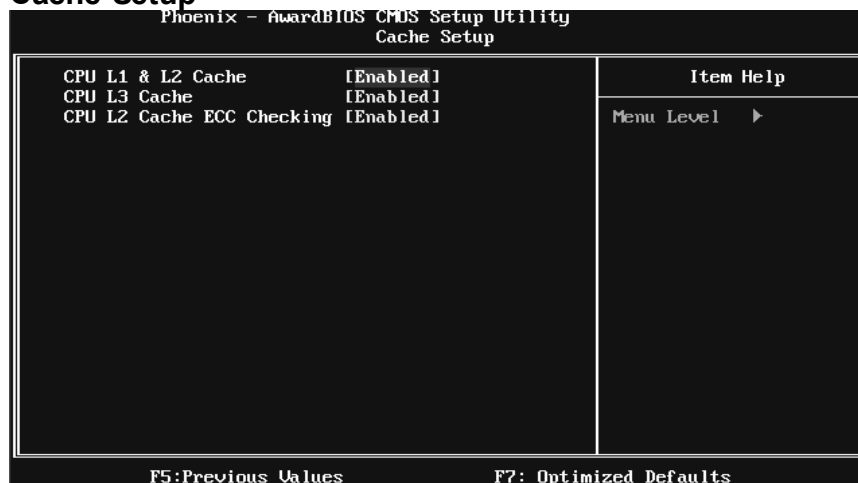 Cache Setup
Phoenix - AwardBIOS CMOS Setup Utility
Cache Setup
CPU L1 & L2 Cache [Enabled]
CPU L3 Cache [Enabled]
CPU L2 Cache ECC Checking [Enabled]
Item Help
Menu Level ▶
F5:Previous Values F7: Optimized Defaults